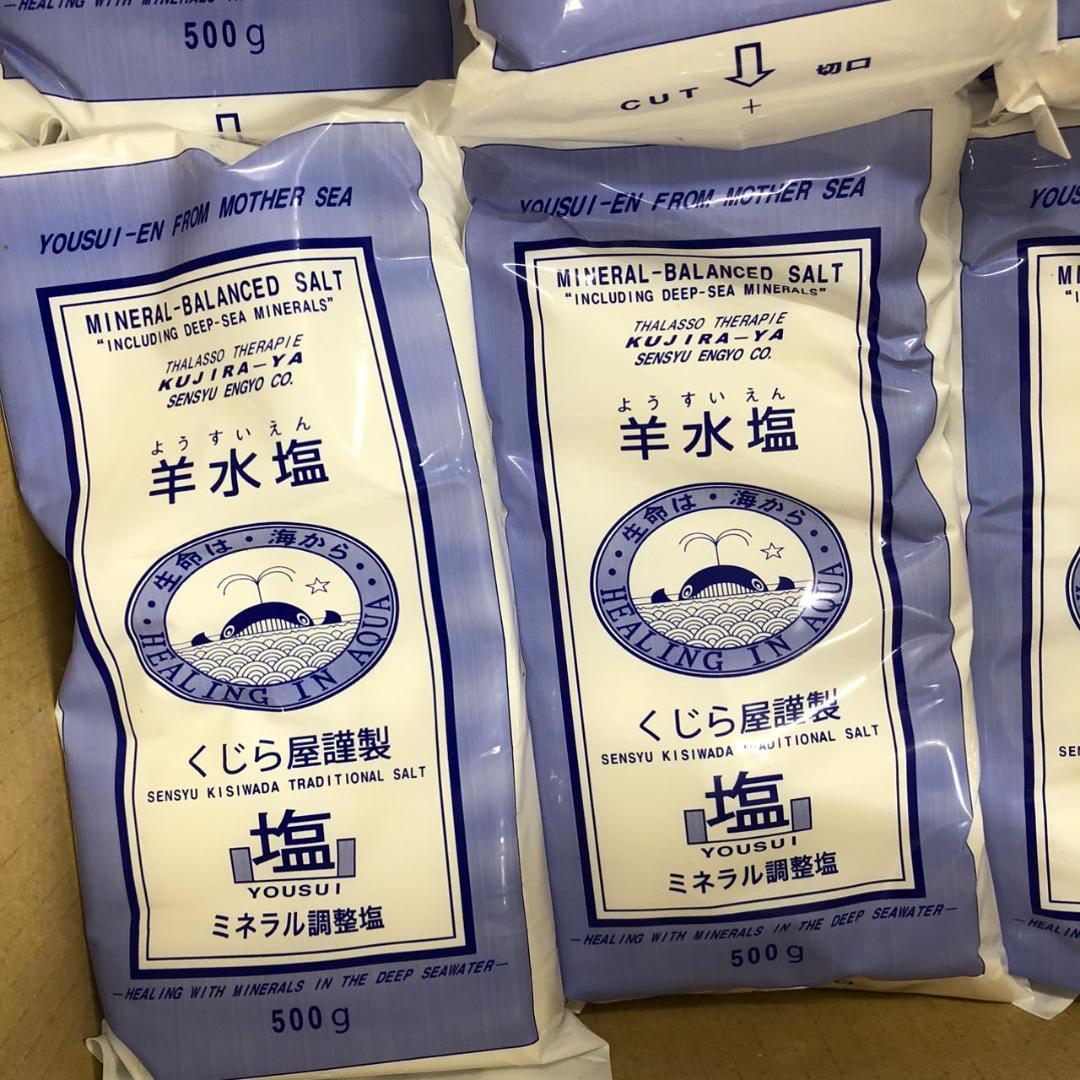 500g
CUT
切口
YOUSUI-EN FROM MOTHER SEA
MINERAL-BALANCED SALT
"INCLUDING DEEP-SEA MINERALS"
THALASSO THERAPIE
KUJIRA-YA
SENSYU ENGYO CO.
ようすいえん
羊水塩
・生命は・海から・
HEALING IN AQUA
くじら屋謹製
SENSYU KISIWADA TRADITIONAL SALT
塩
YOUSUI
ミネラル調整塩
-HEALING WITH MINERALS IN THE DEEP SEAWATER-
500g
YOUSUI-EN FROM MOTHER SEA
MINERAL-BALANCED SALT
"INCLUDING DEEP-SEA MINERALS"
THALASSO THERAPIE
KUJIRA-YA
SENSYU ENGYO CO.
ようすいえん
羊水塩
・生命は・海から・
HEALING IN AQUA
くじら屋謹製
SENSYU KISIWADA TRADITIONAL SALT
塩
YOUSUI
ミネラル調整塩
-HEALING WITH MINERALS IN THE DEEP SEAWATER-
500g